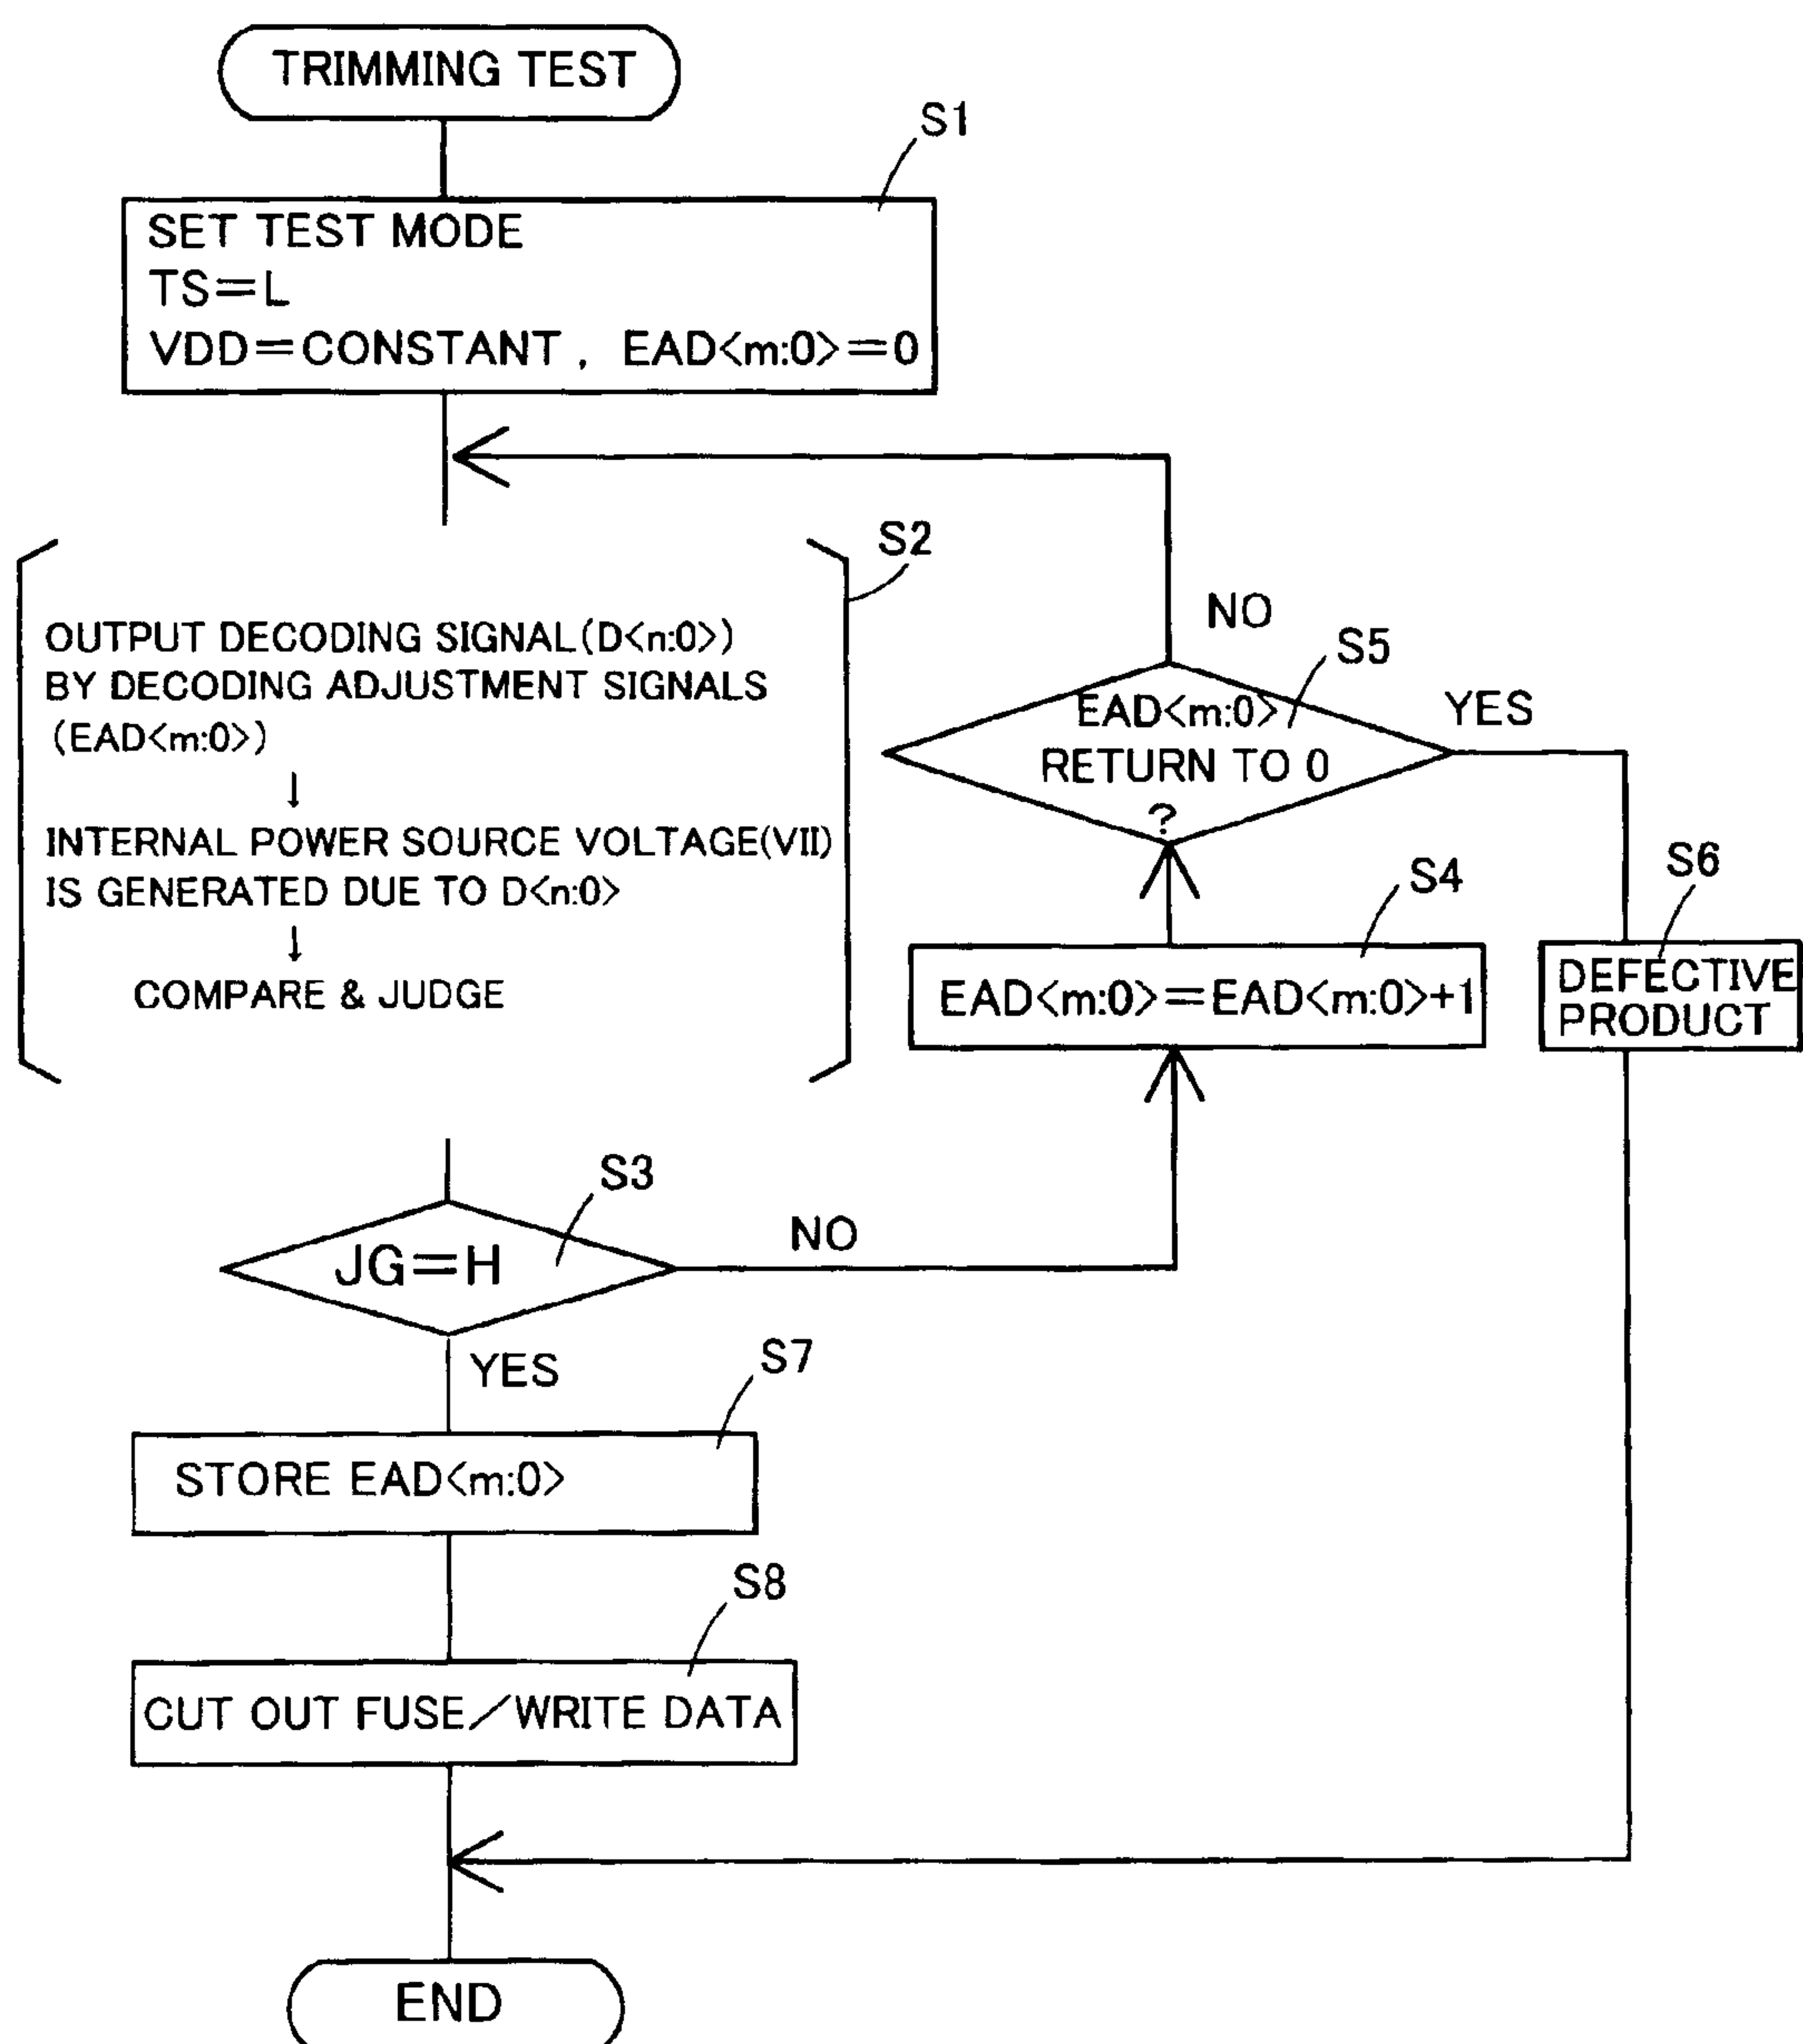 TRIMMING TEST
S1
SET TEST MODE
TS=L
VDD=CONSTANT, EAD<m:0>=0
S2
OUTPUT DECODING SIGNAL(D<n:0>)
BY DECODING ADJUSTMENT SIGNALS
(EAD<m:0>)
↓
INTERNAL POWER SOURCE VOLTAGE(VII)
IS GENERATED DUE TO D<n:0>
↓
COMPARE & JUDGE
S3
JG=H
NO
YES
S4
EAD<m:0>=EAD<m:0>+1
S5
EAD<m:0>
RETURN TO 0
?
NO
YES
S6
DEFECTIVE
PRODUCT
S7
STORE EAD<m:0>
S8
CUT OUT FUSE/WRITE DATA
END